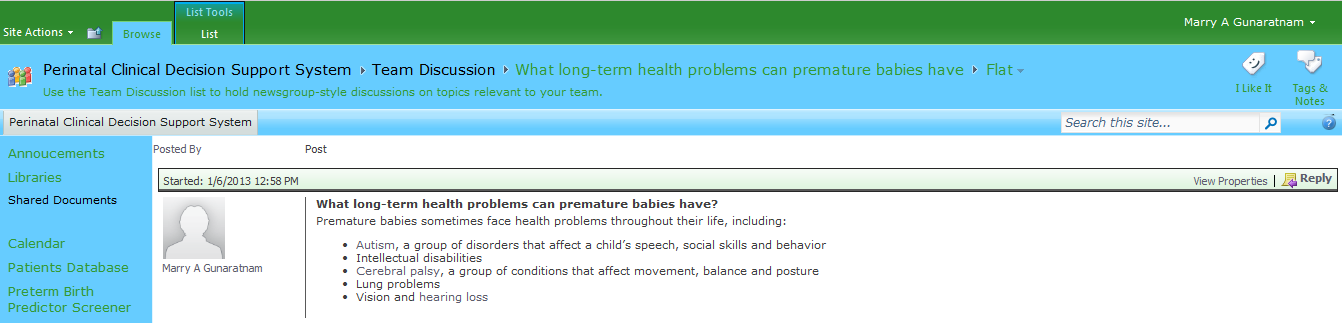 List Tools
Site Actions
Browse
List
Marry A Gunaratnam
Perinatal Clinical Decision Support System Team Discussion What long-term health problems can premature babies have Flat
Use the Team Discussion list to hold newsgroup-style discussions on topics relevant to your team.
I Like It
Tags &
Notes
Perinatal Clinical Decision Support System
Search this site...
?
Annoucements
Libraries
Shared Documents
Calendar
Patients Database
Preterm Birth
Predictor Screener
Posted By
Post
Started: 1/6/2013 12:58 PM
View Properties | Reply
Marry A Gunaratnam
What long-term health problems can premature babies have?
Premature babies sometimes face health problems throughout their life, including:
• Autism, a group of disorders that affect a child’s speech, social skills and behavior
• Intellectual disabilities
• Cerebral palsy, a group of conditions that affect movement, balance and posture
• Lung problems
• Vision and hearing loss